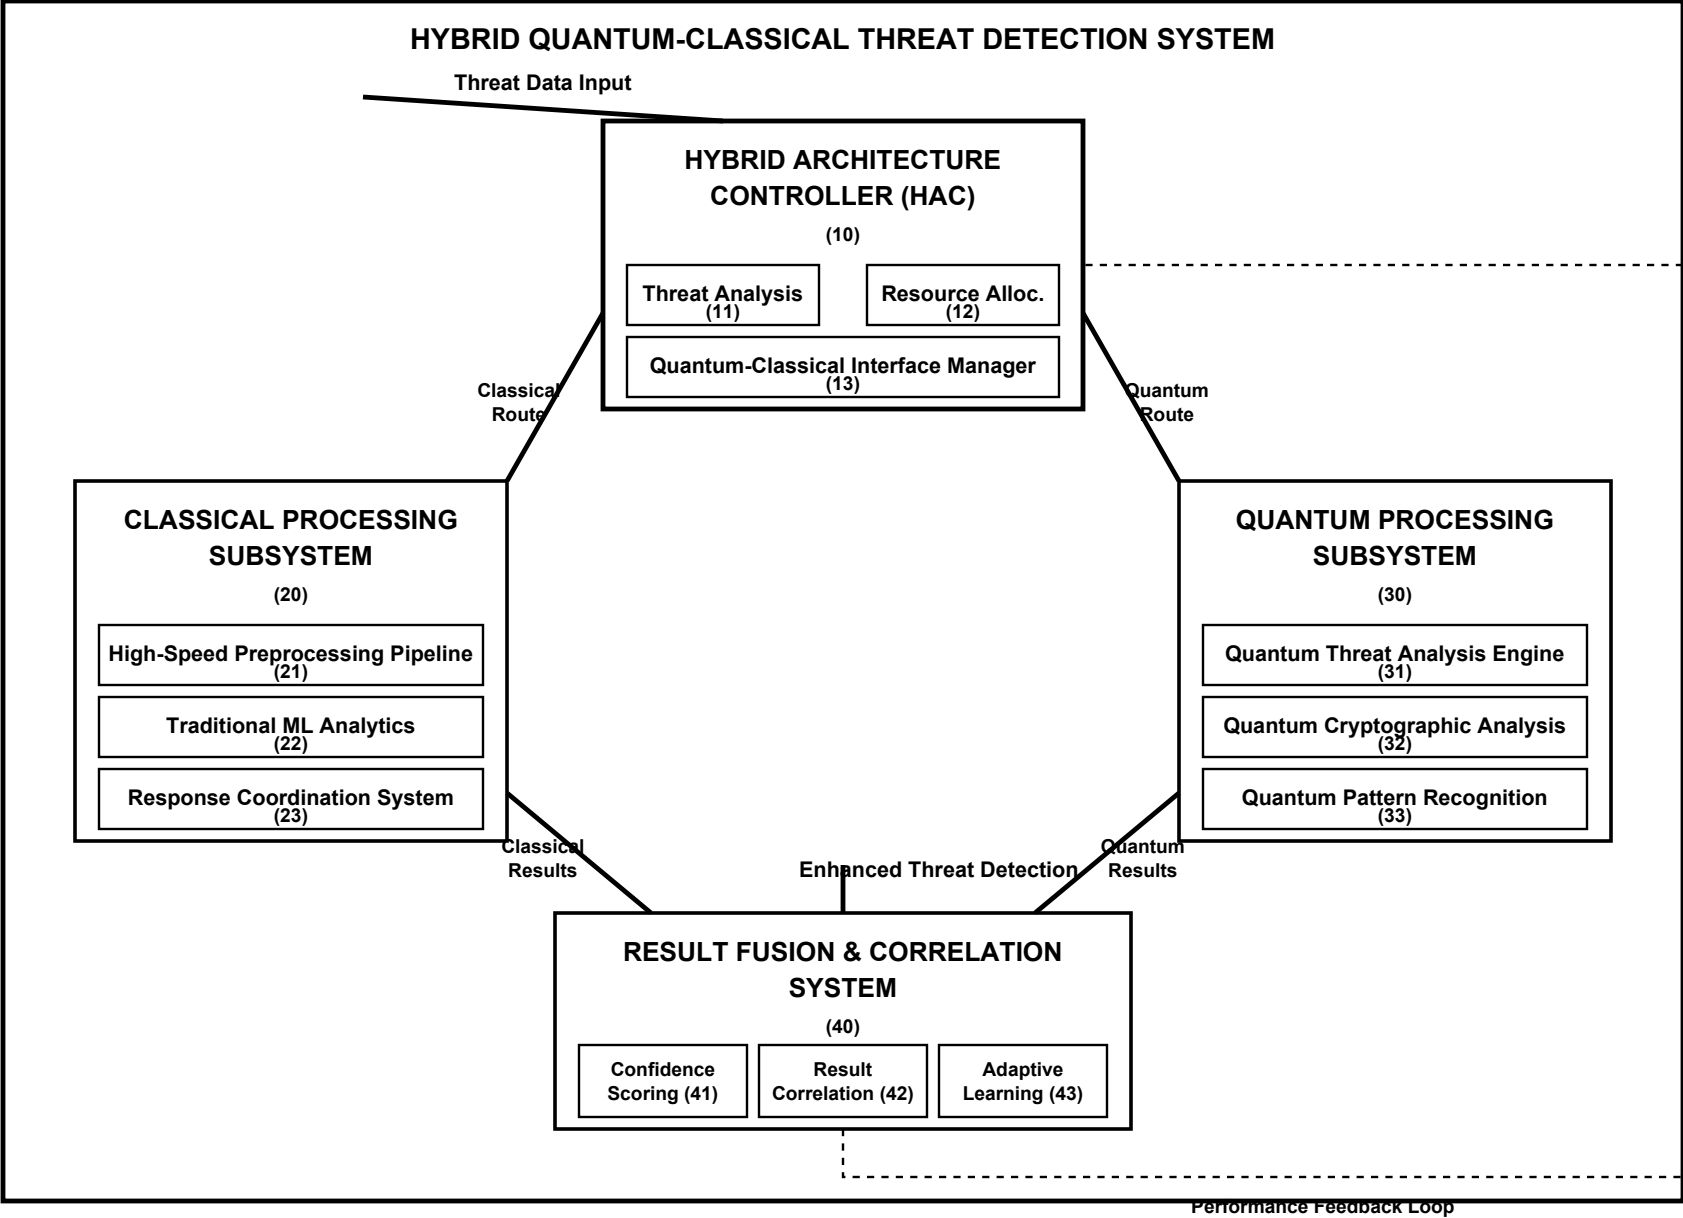 HYBRID QUANTUM-CLASSICAL THREAT DETECTION SYSTEM
Threat Data Input
HYBRID ARCHITECTURE
CONTROLLER (HAC)
(10)
Threat Analysis
(11)
Resource Alloc.
(12)
Quantum-Classical Interface Manager
(13)
Classical
Route
Quantum
Route
CLASSICAL PROCESSING
SUBSYSTEM
(20)
High-Speed Preprocessing Pipeline
(21)
Traditional ML Analytics
(22)
Response Coordination System
(23)
QUANTUM PROCESSING
SUBSYSTEM
(30)
Quantum Threat Analysis Engine
(31)
Quantum Cryptographic Analysis
(32)
Quantum Pattern Recognition
(33)
Classical
Results
Enhanced Threat Detection
Quantum
Results
RESULT FUSION & CORRELATION
SYSTEM
(40)
Confidence
Scoring (41)
Result
Correlation (42)
Adaptive
Learning (43)
Performance Feedback Loop